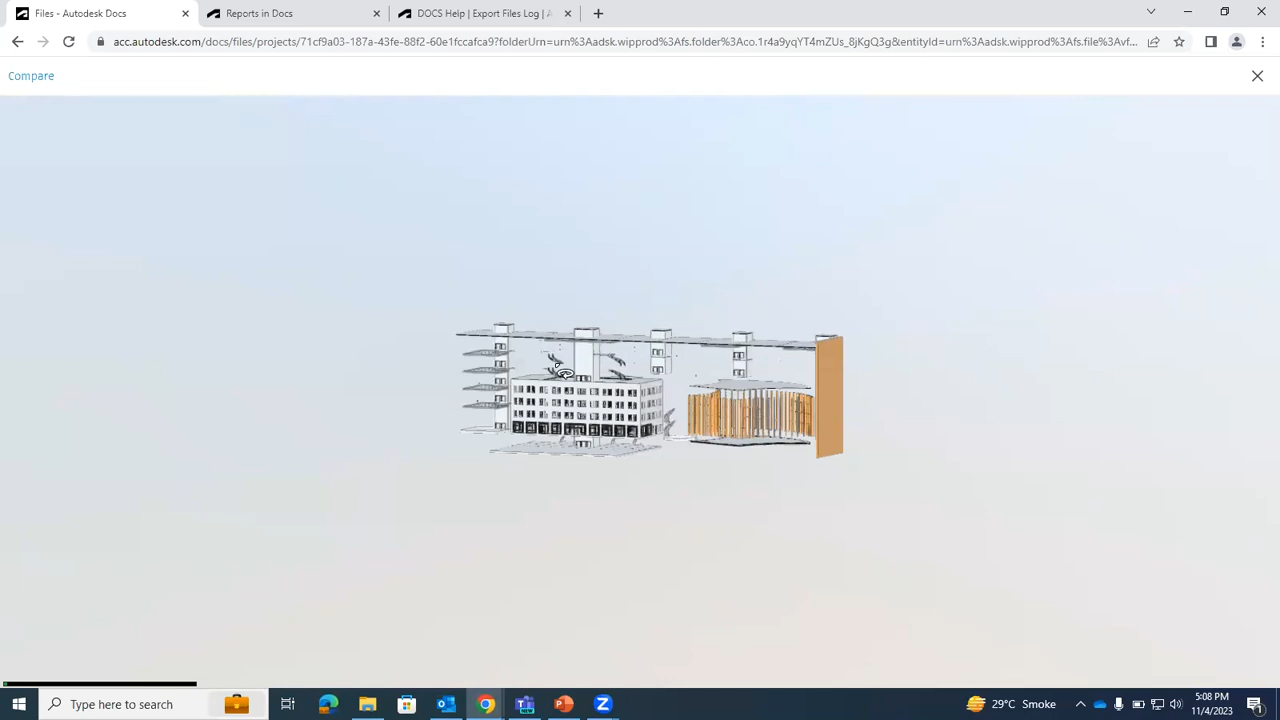 Files - Autodesk Docs
Reports in Docs
DOCS Help | Export Files Log | A
acc.autodesk.com/docs/files/projects/71cf9a03-187a-43fe-88f2-60e1fccafca9?folderUrn=urn%3Aadsk.wipprod%3Afs.folder%3Aco.1r4a9yqYT4mZUs_8jKgQ3g&entityId=urn%3Aadsk.wipprod%3Afs.file%3Avf...
Compare
Type here to search
29°C Smoke
5:08 PM
11/4/2023
1